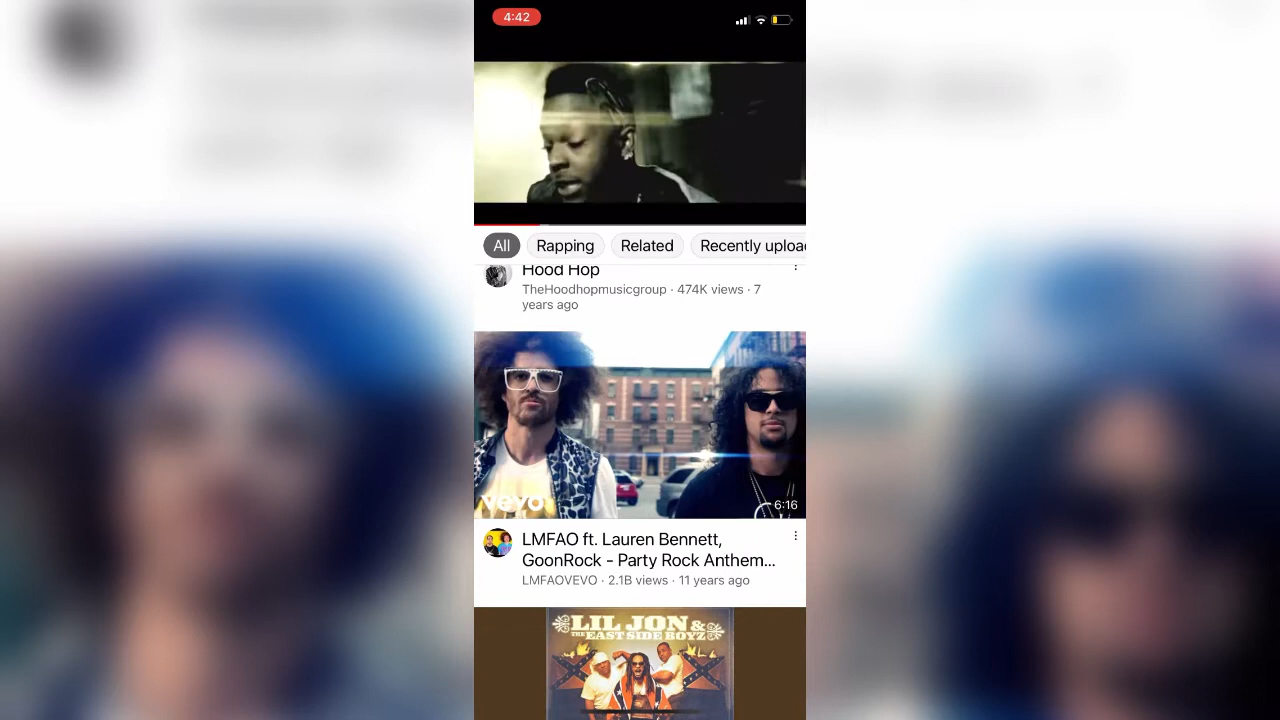 4:42
All Rapping Related Recently uploa
Hood Hop
TheHoodhopmusicgroup · 474K views · 7
years ago
vevo
6:16
LMFAO ft. Lauren Bennett,
GoonRock - Party Rock Anthem...
LMFAOVEVO · 2.1B views · 11 years ago
LIL JON &
THE EAST SIDE BOYZ